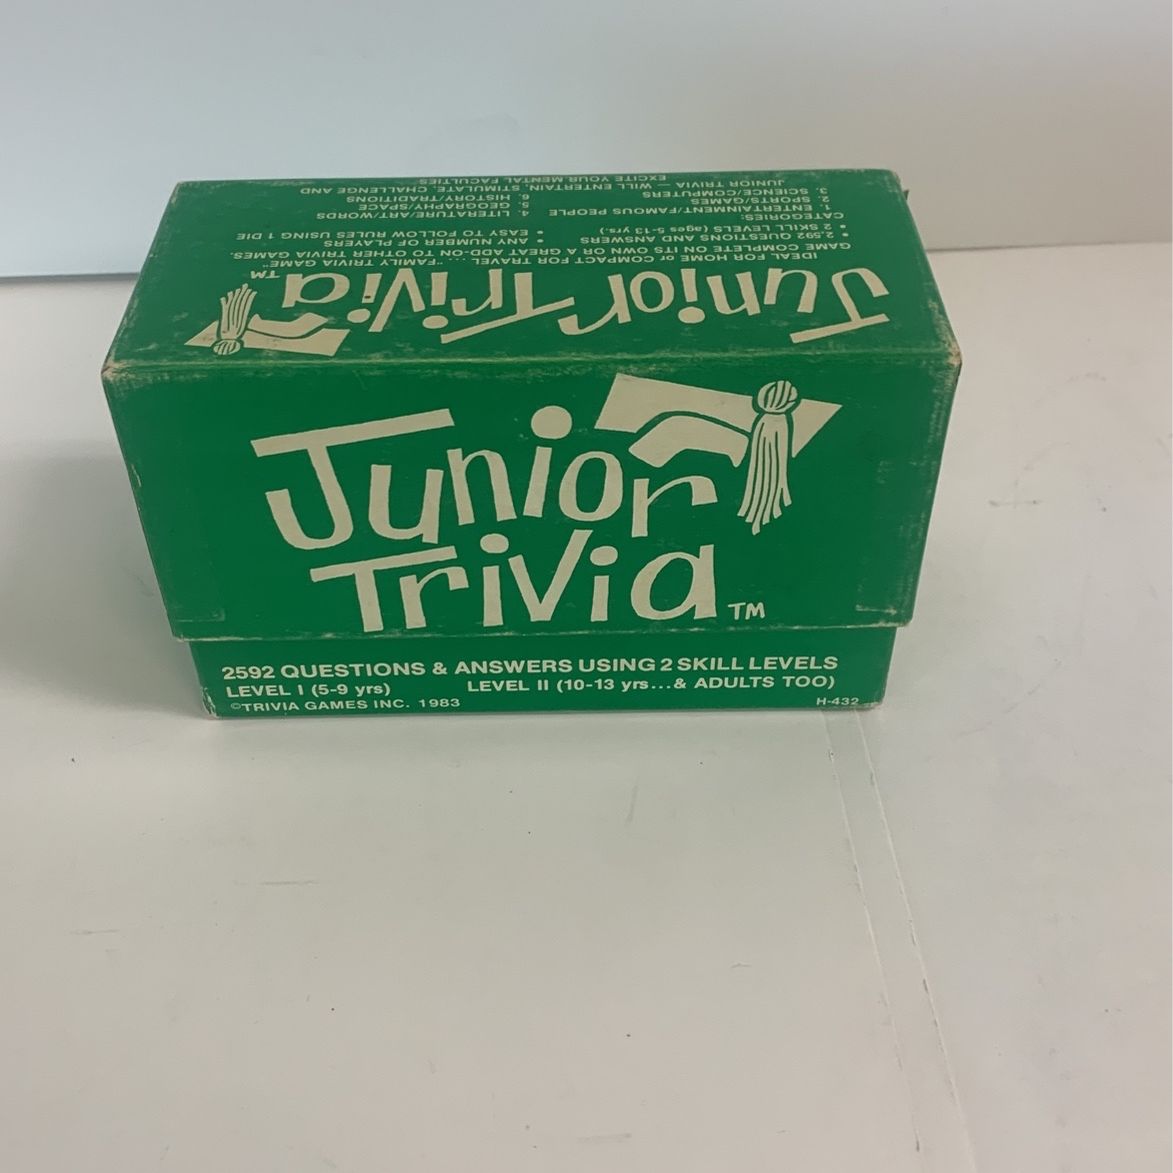 Junior Trivia™
IDEAL FOR HOME or COMPACT FOR TRAVEL...."FAMILY TRIVIA GAME"
GAME COMPLETE ON ITS OWN OR A GREAT ADD-ON TO OTHER TRIVIA GAMES.
• 2,592 QUESTIONS AND ANSWERS • ANY NUMBER OF PLAYERS
• 2 SKILL LEVELS (ages 5-13 yrs.) • EASY TO FOLLOW RULES USING 1 DIE
CATEGORIES:
1. ENTERTAINMENT/FAMOUS PEOPLE 4. LITERATURE/ART/WORDS
2. SPORTS/GAMES 5. GEOGRAPHY/SPACE
3. SCIENCE/COMPUTERS 6. HISTORY/TRADITIONS
JUNIOR TRIVIA — WILL ENTERTAIN, STIMULATE, CHALLENGE AND
EXCITE YOUR MENTAL FACULTIES
Junior
Trivia™
2592 QUESTIONS & ANSWERS USING 2 SKILL LEVELS
LEVEL I (5-9 yrs) LEVEL II (10-13 yrs...& ADULTS TOO)
©TRIVIA GAMES INC. 1983 H-432